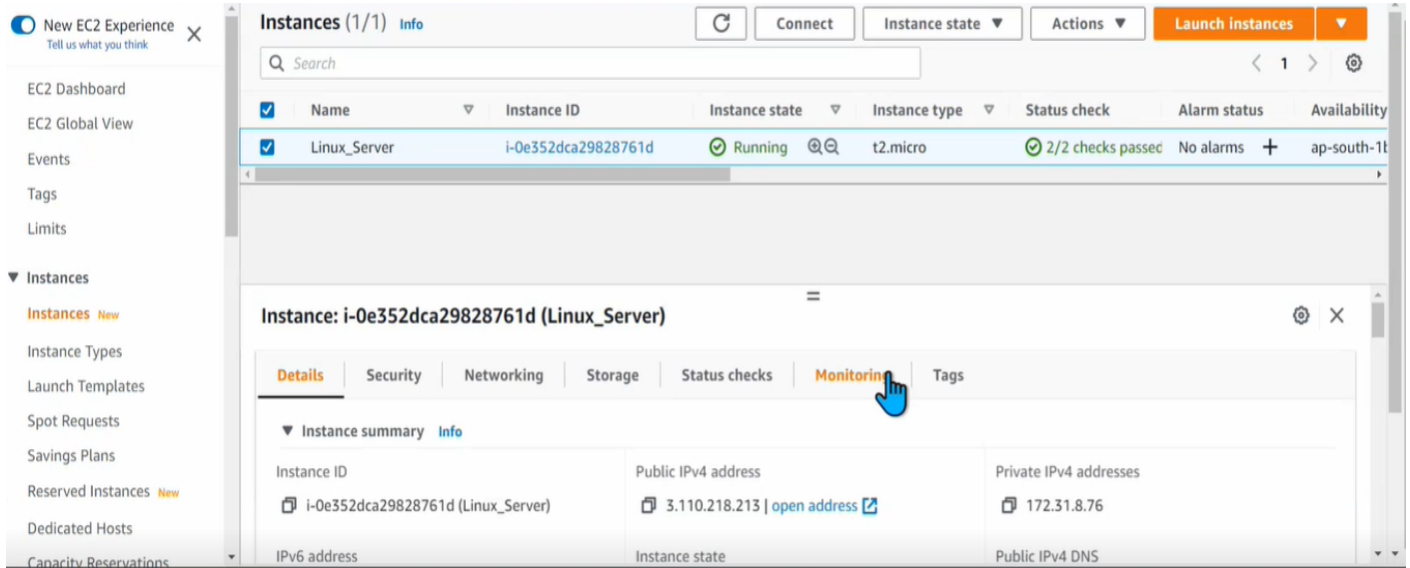 New EC2 Experience
Tell us what you think
EC2 Dashboard
EC2 Global View
Events
Tags
Limits
Instances
Instances New
Instance Types
Launch Templates
Spot Requests
Savings Plans
Reserved Instances New
Dedicated Hosts
Capacity Reservations
Instances (1/1) Info
Connect
Instance state
Actions
Launch instances
Search
1
Name Instance ID Instance state Instance type Status check Alarm status Availability
Linux_Server i-0e352dca29828761d Running t2.micro 2/2 checks passed No alarms + ap-south-1b
Instance: i-0e352dca29828761d (Linux_Server)
Details Security Networking Storage Status checks Monitoring Tags
Instance summary Info
Instance ID Public IPv4 address Private IPv4 addresses
i-0e352dca29828761d (Linux_Server) 3.110.218.213 | open address 172.31.8.76
IPv6 address Instance state Public IPv4 DNS